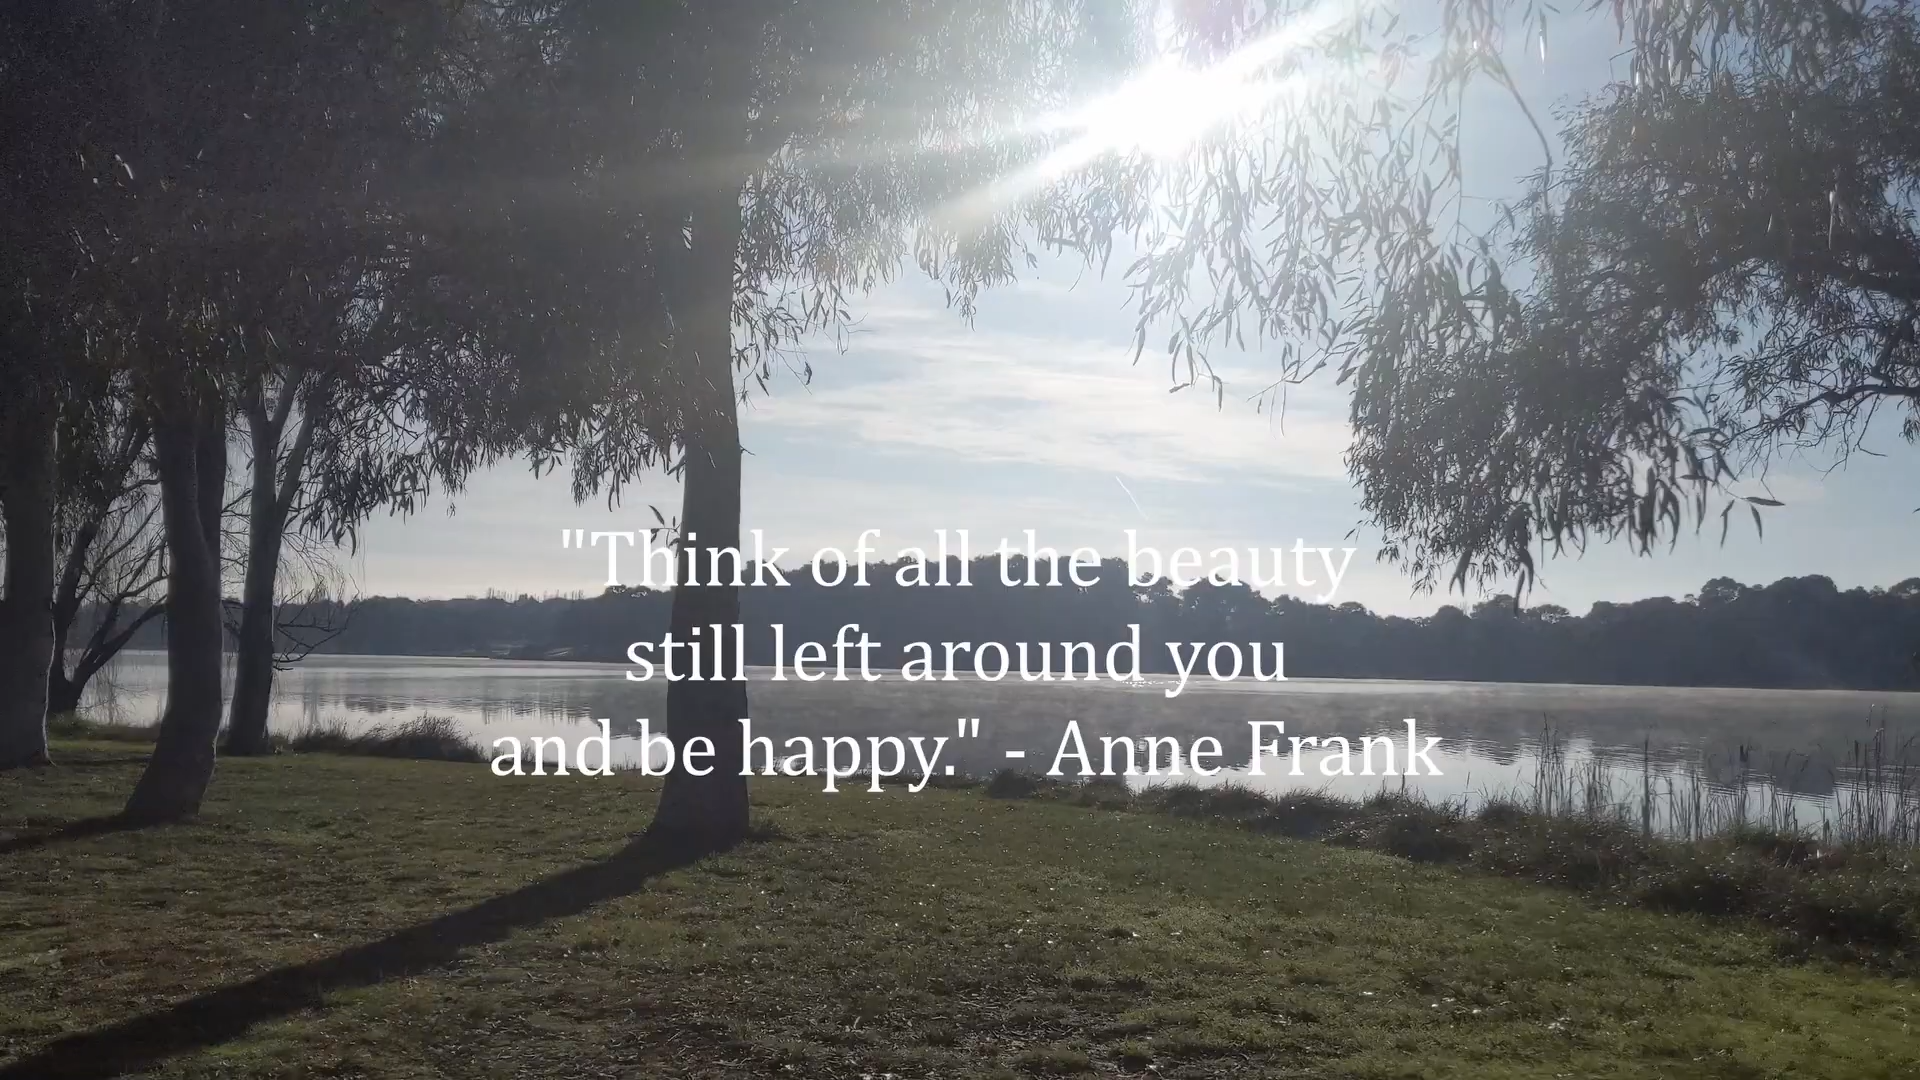 "Think of all the beauty
still left around you
and be happy." - Anne Frank